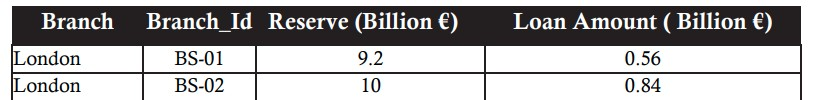 Branch Branch_Id Reserve (Billion €) Loan Amount ( Billion €)
London BS-01 9.2 0.56
London BS-02 10 0.84